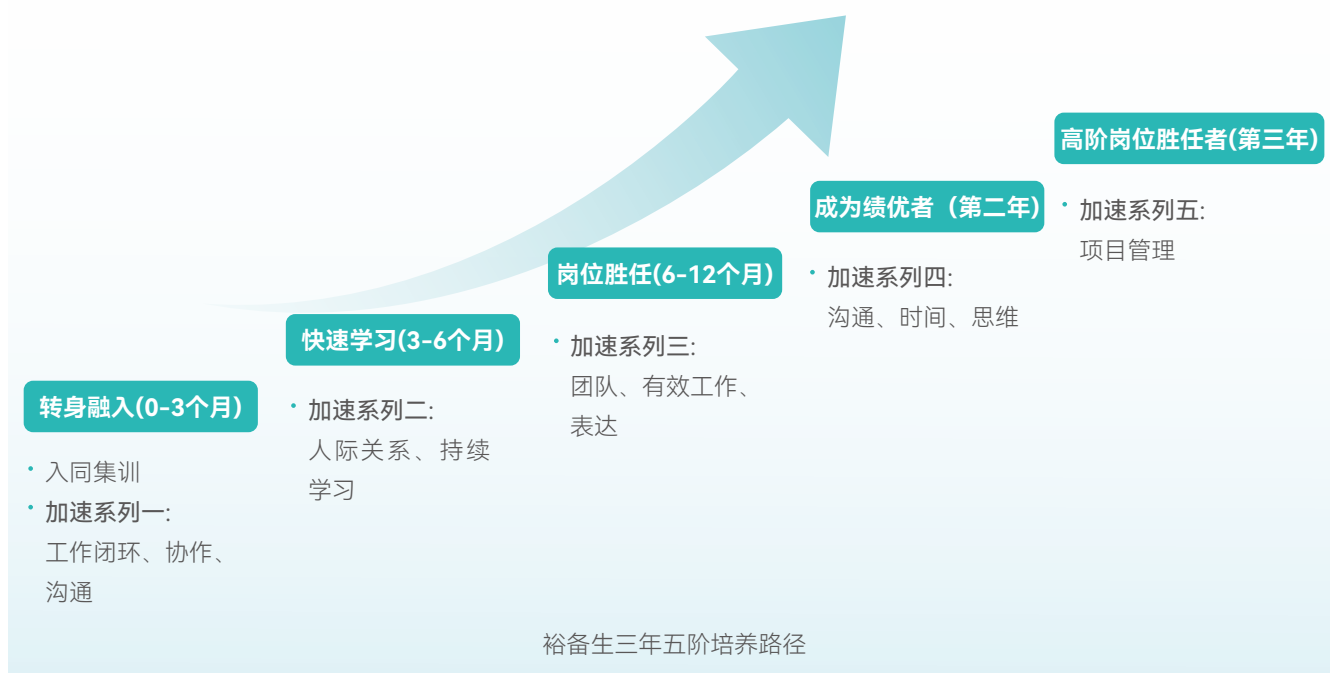 转身融入(0-3个月)
• 入司集训
• 加速系列一:
工作闭环、协作、
沟通
快速学习(3-6个月)
• 加速系列二:
人际关系、持续
学习
岗位胜任(6-12个月)
• 加速系列三:
团队、有效工作、
表达
成为绩优者（第二年)
• 加速系列四:
沟通、时间、思维
高阶岗位胜任者(第三年)
• 加速系列五:
项目管理
裕备生三年五阶培养路径